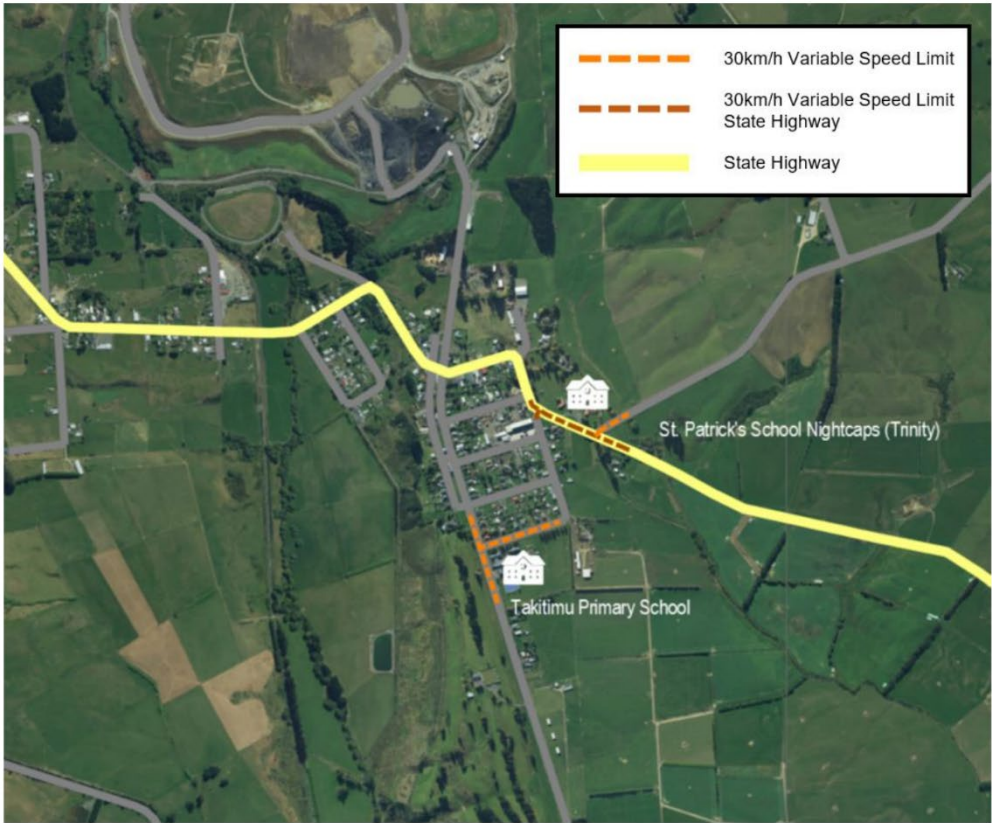 30km/h Variable Speed Limit
30km/h Variable Speed Limit
State Highway
State Highway
St. Patrick's School Nightcaps (Trinity)
Takitimu Primary School